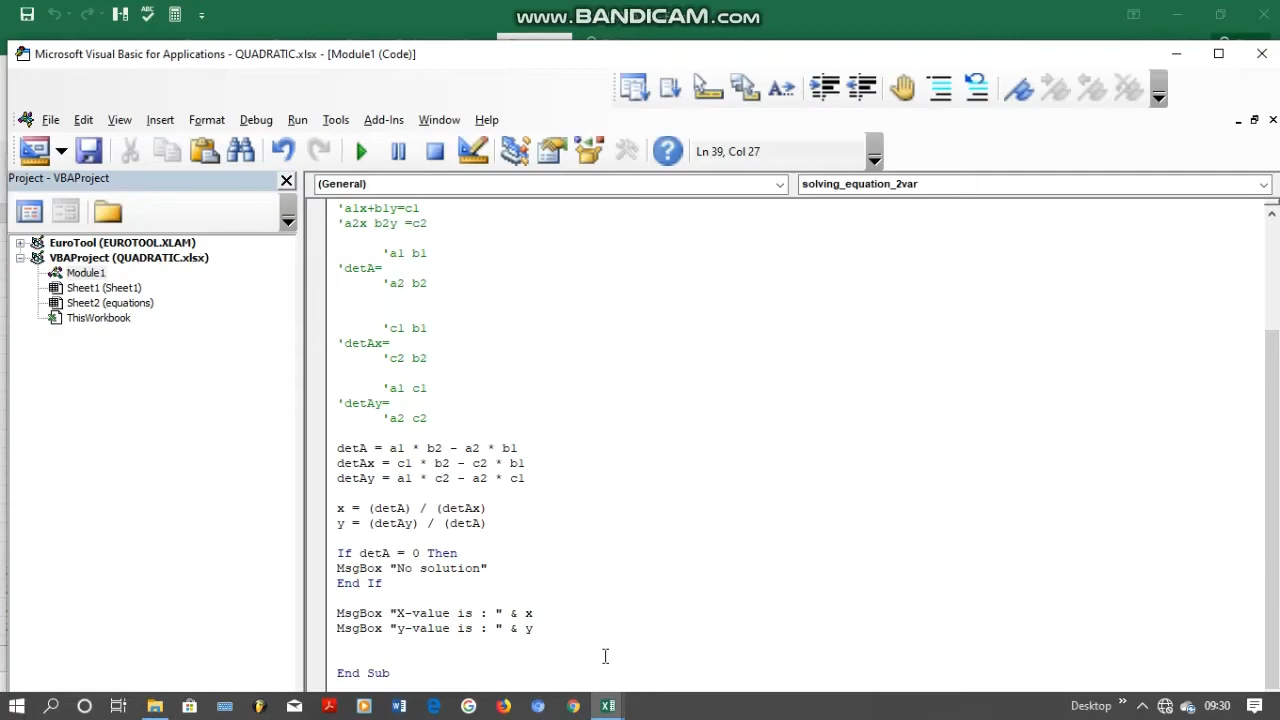 www.BANDICAM.com
Microsoft Visual Basic for Applications - QUADRATIC.xlsx - [Module1 (Code)]
File Edit View Insert Format Debug Run Tools Add-Ins Window Help
Ln 39, Col 27
Project - VBAProject
(General)
solving_equation_2var
EuroTool (EUROTOOL.XLAM)
VBAProject (QUADRATIC.xlsx)
Module1
Sheet1 (Sheet1)
Sheet2 (equations)
ThisWorkbook
'a1x+b1y=c1
'a2x b2y =c2
'a1 b1
'detA=
'a2 b2
'c1 b1
'detAx=
'c2 b2
'a1 c1
'detAy=
'a2 c2
detA = a1 * b2 - a2 * b1
detAx = c1 * b2 - c2 * b1
detAy = a1 * c2 - a2 * c1
x = (detA) / (detAx)
y = (detAy) / (detA)
If detA = 0 Then
MsgBox "No solution"
End If
MsgBox "X-value is : " & x
MsgBox "y-value is : " & y
End Sub
Desktop
09:30